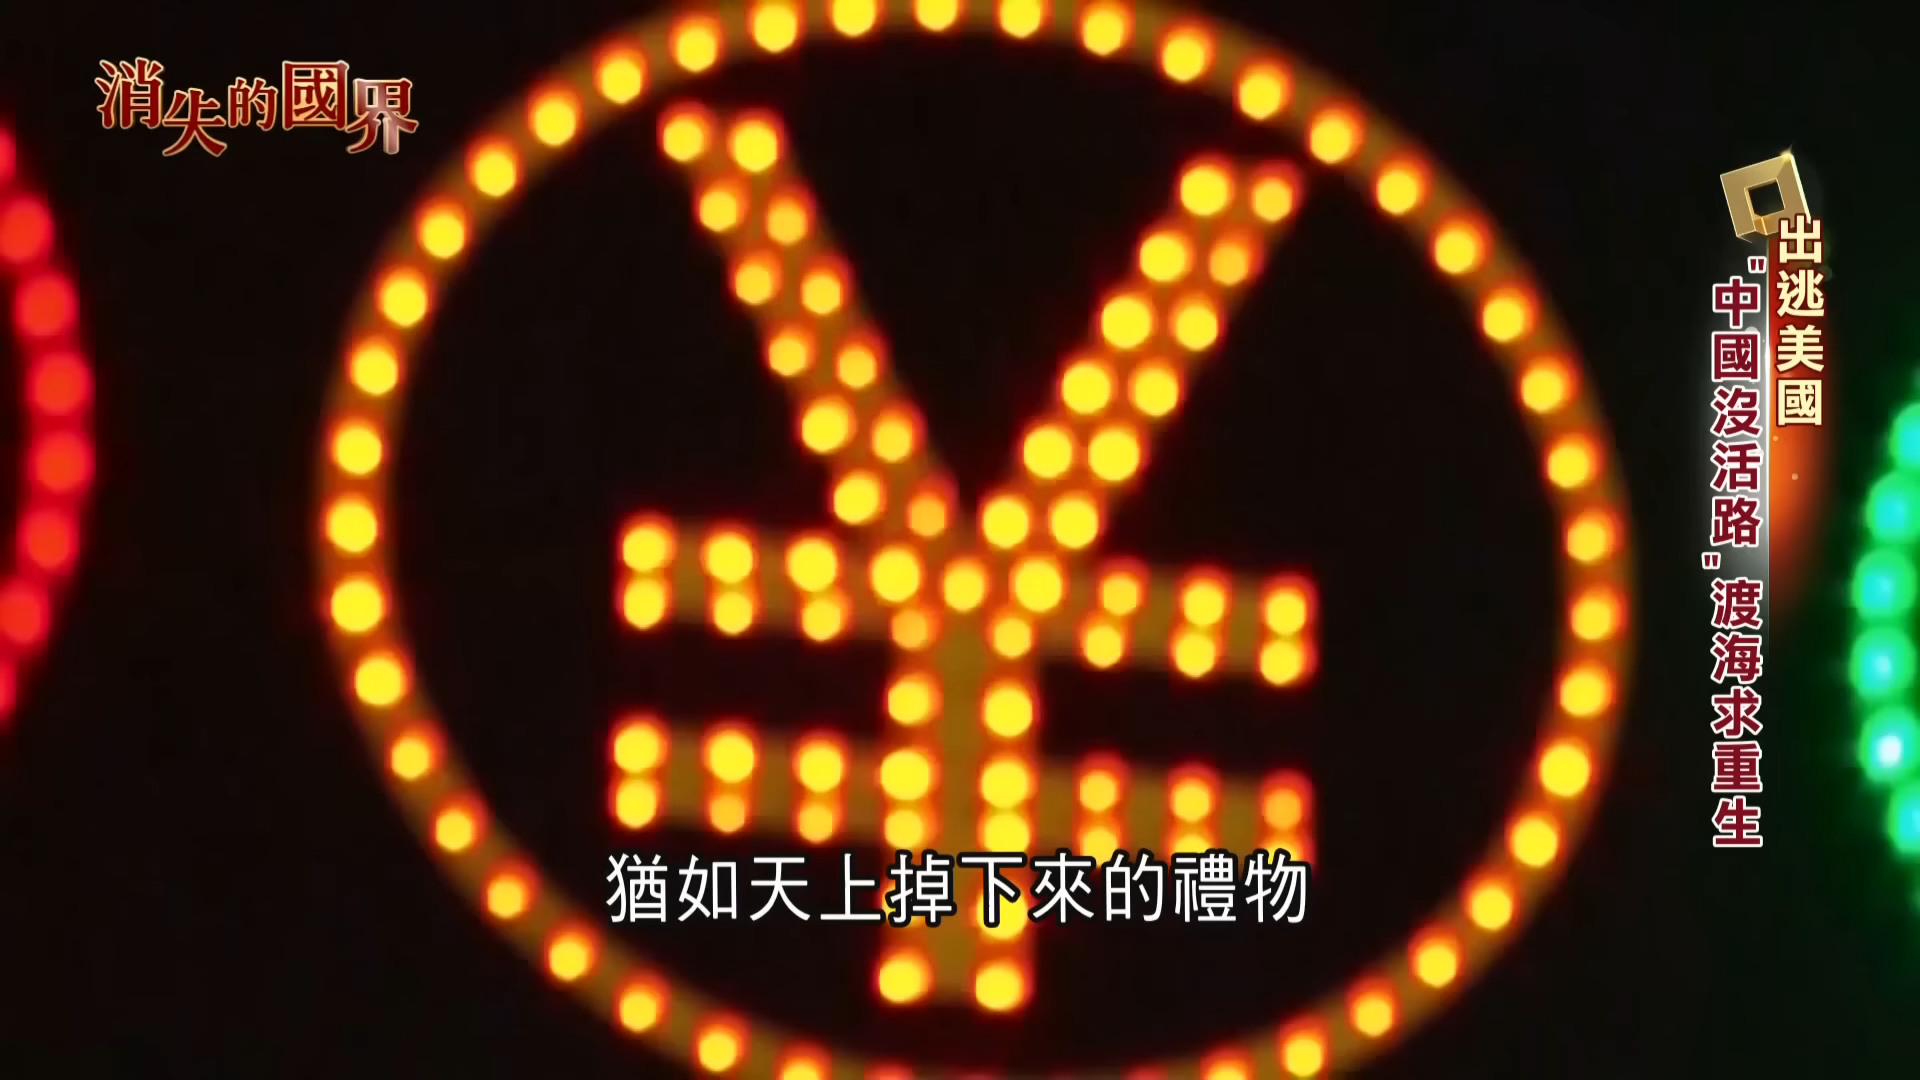 消失的國界
出逃美國
"中國沒活路"渡海求重生
¥
猶如天上掉下來的禮物